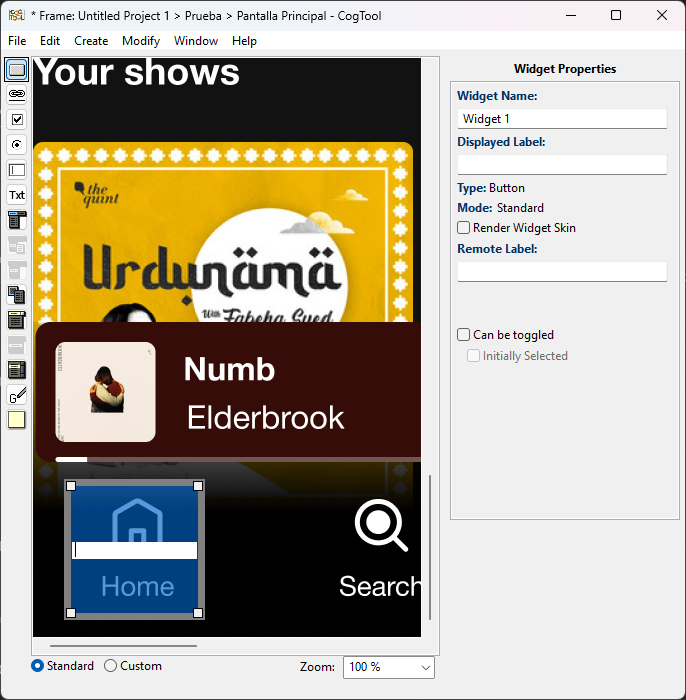 * Frame: Untitled Project 1 > Prueba > Pantalla Principal - CogTool
File Edit Create Modify Window Help
Txt
G
Your shows
the quint
Urdunämä
With Fabeha Syed
Numb
Elderbrook
Home
Search
Standard Custom
Zoom: 100 %
Widget Properties
Widget Name:
Widget 1
Displayed Label:
Type: Button
Mode: Standard
Render Widget Skin
Remote Label:
Can be toggled
Initially Selected